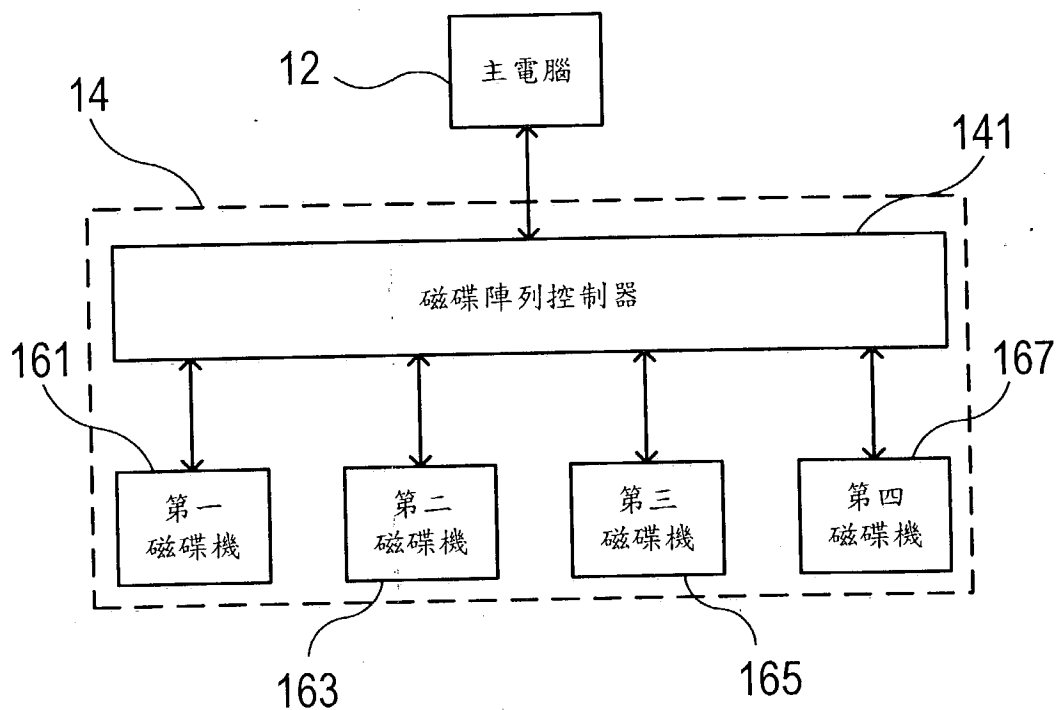 12
主電腦
14
141
磁碟陣列控制器
161
167
第一
磁碟機
第二
磁碟機
第三
磁碟機
第四
磁碟機
163
165